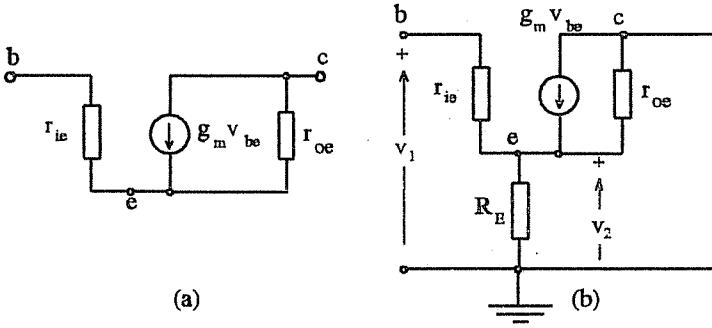 b
c
r_ie
g_m v_be
r_oe
e
(a)
b
g_m v_be
c
+
r_ie
r_oe
e
v_1
+
R_E
v_2
(b)